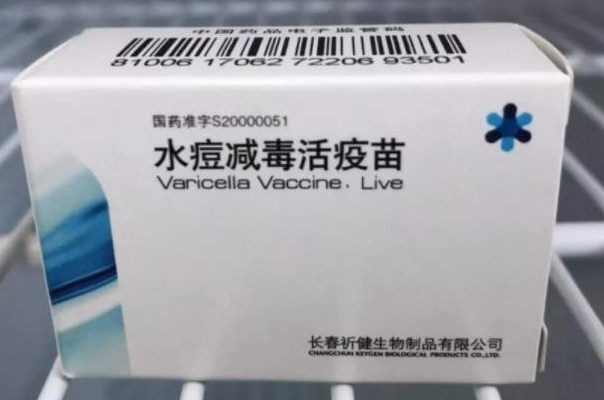 中国药品电子监管码
81006 17062 72206 93501
国药准字S20000051
水痘减毒活疫苗
Varicella Vaccine, Live
长春祈健生物制品有限公司
CHANGCHUN KEYGEN BIOLOGICAL PRODUCTS CO.,LTD.